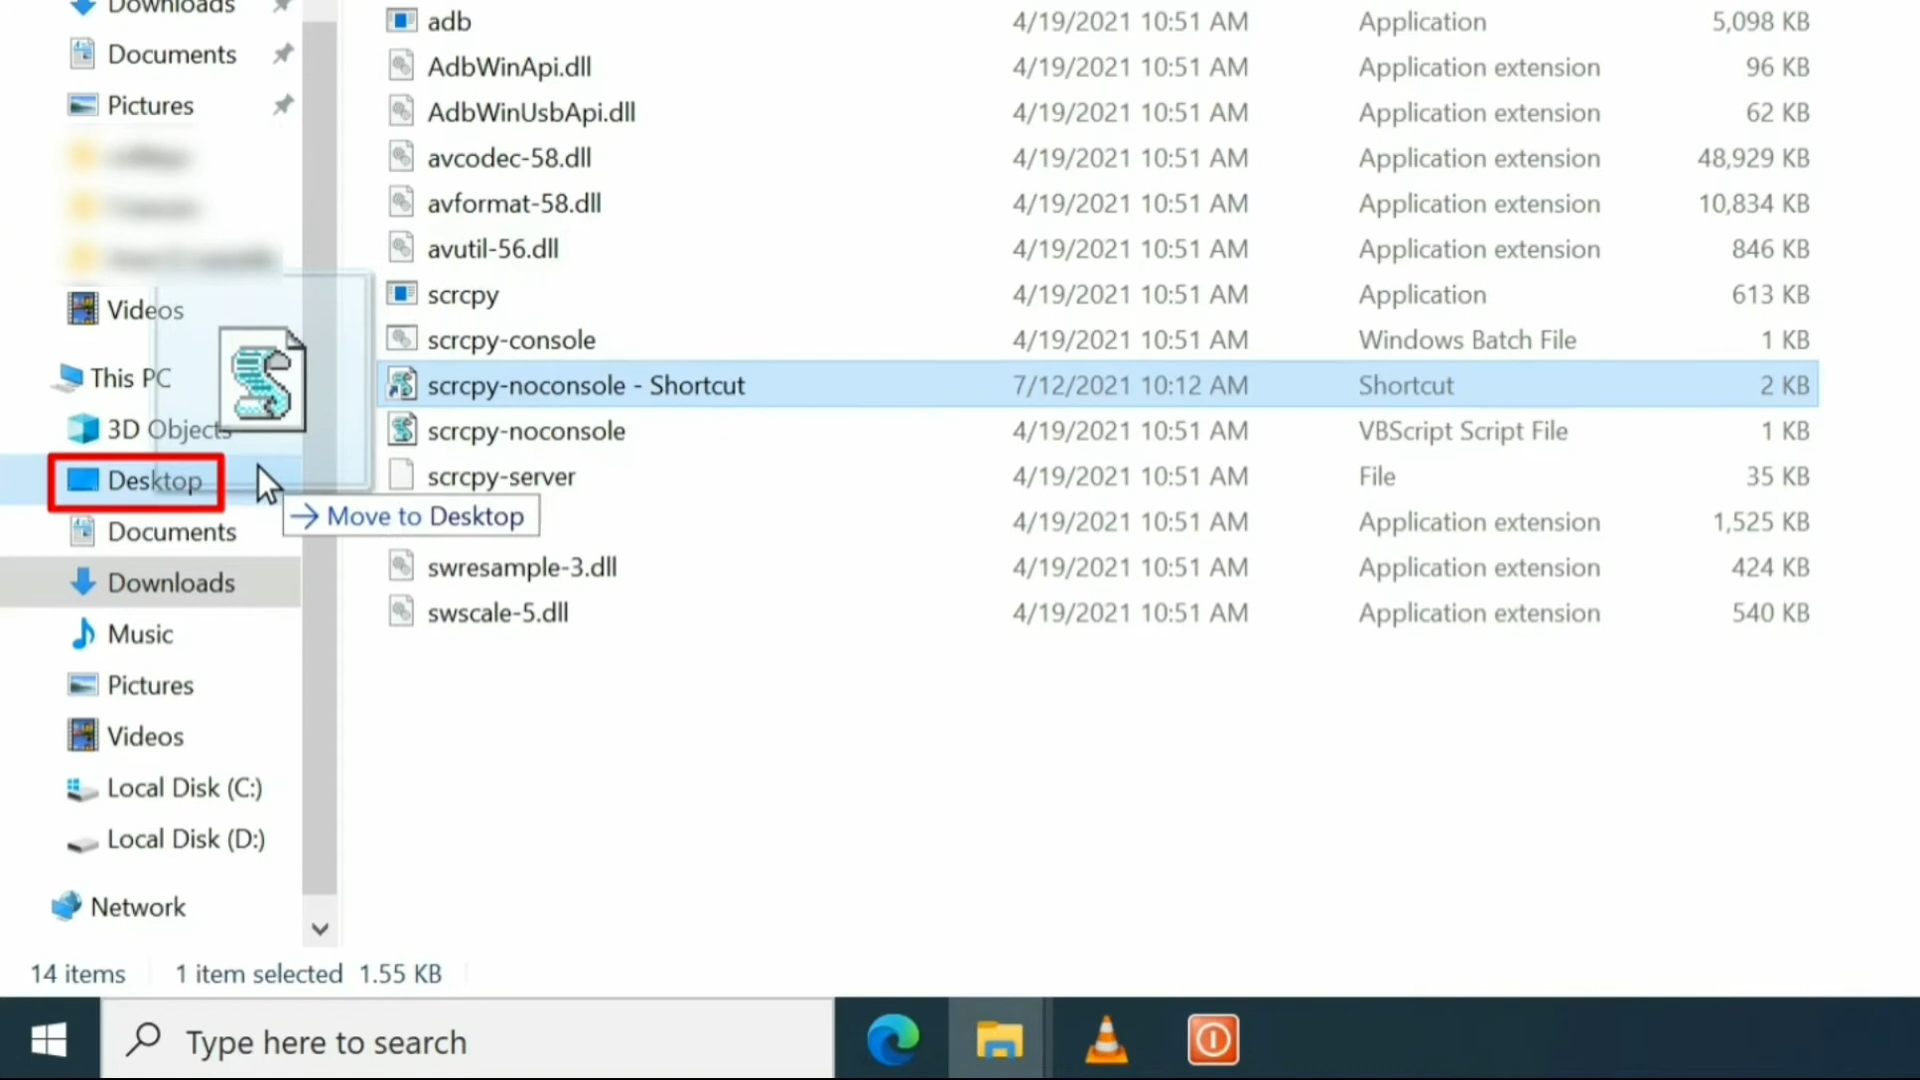 Downloads
Documents
Pictures
Videos
This PC
3D Objects
Desktop
Documents
Downloads
Music
Pictures
Videos
Local Disk (C:)
Local Disk (D:)
Network
adb 4/19/2021 10:51 AM Application 5,098 KB
AdbWinApi.dll 4/19/2021 10:51 AM Application extension 96 KB
AdbWinUsbApi.dll 4/19/2021 10:51 AM Application extension 62 KB
avcodec-58.dll 4/19/2021 10:51 AM Application extension 48,929 KB
avformat-58.dll 4/19/2021 10:51 AM Application extension 10,834 KB
avutil-56.dll 4/19/2021 10:51 AM Application extension 846 KB
scrcpy 4/19/2021 10:51 AM Application 613 KB
scrcpy-console 4/19/2021 10:51 AM Windows Batch File 1 KB
scrcpy-noconsole - Shortcut 7/12/2021 10:12 AM Shortcut 2 KB
scrcpy-noconsole 4/19/2021 10:51 AM VBScript Script File 1 KB
scrcpy-server 4/19/2021 10:51 AM File 35 KB
Move to Desktop 4/19/2021 10:51 AM Application extension 1,525 KB
swresample-3.dll 4/19/2021 10:51 AM Application extension 424 KB
swscale-5.dll 4/19/2021 10:51 AM Application extension 540 KB
14 items 1 item selected 1.55 KB
Type here to search